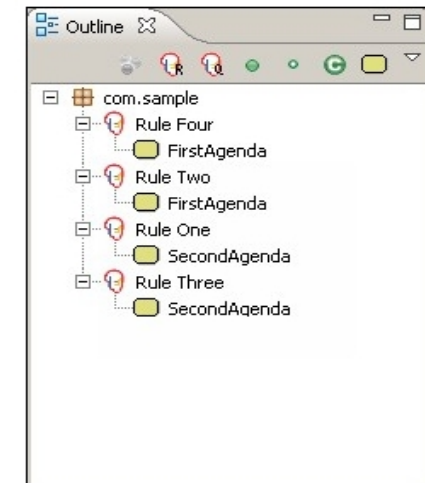 Outline
com.sample
Rule Four
FirstAgenda
Rule Two
FirstAgenda
Rule One
SecondAgenda
Rule Three
SecondAgenda